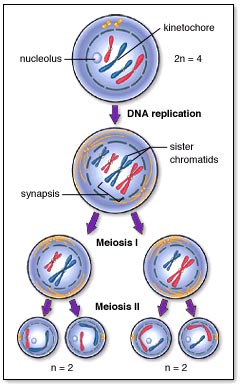 kinetochore
nucleolus
2n = 4
DNA replication
sister
chromatids
synapsis
Meiosis I
Meiosis II
n = 2
n = 2